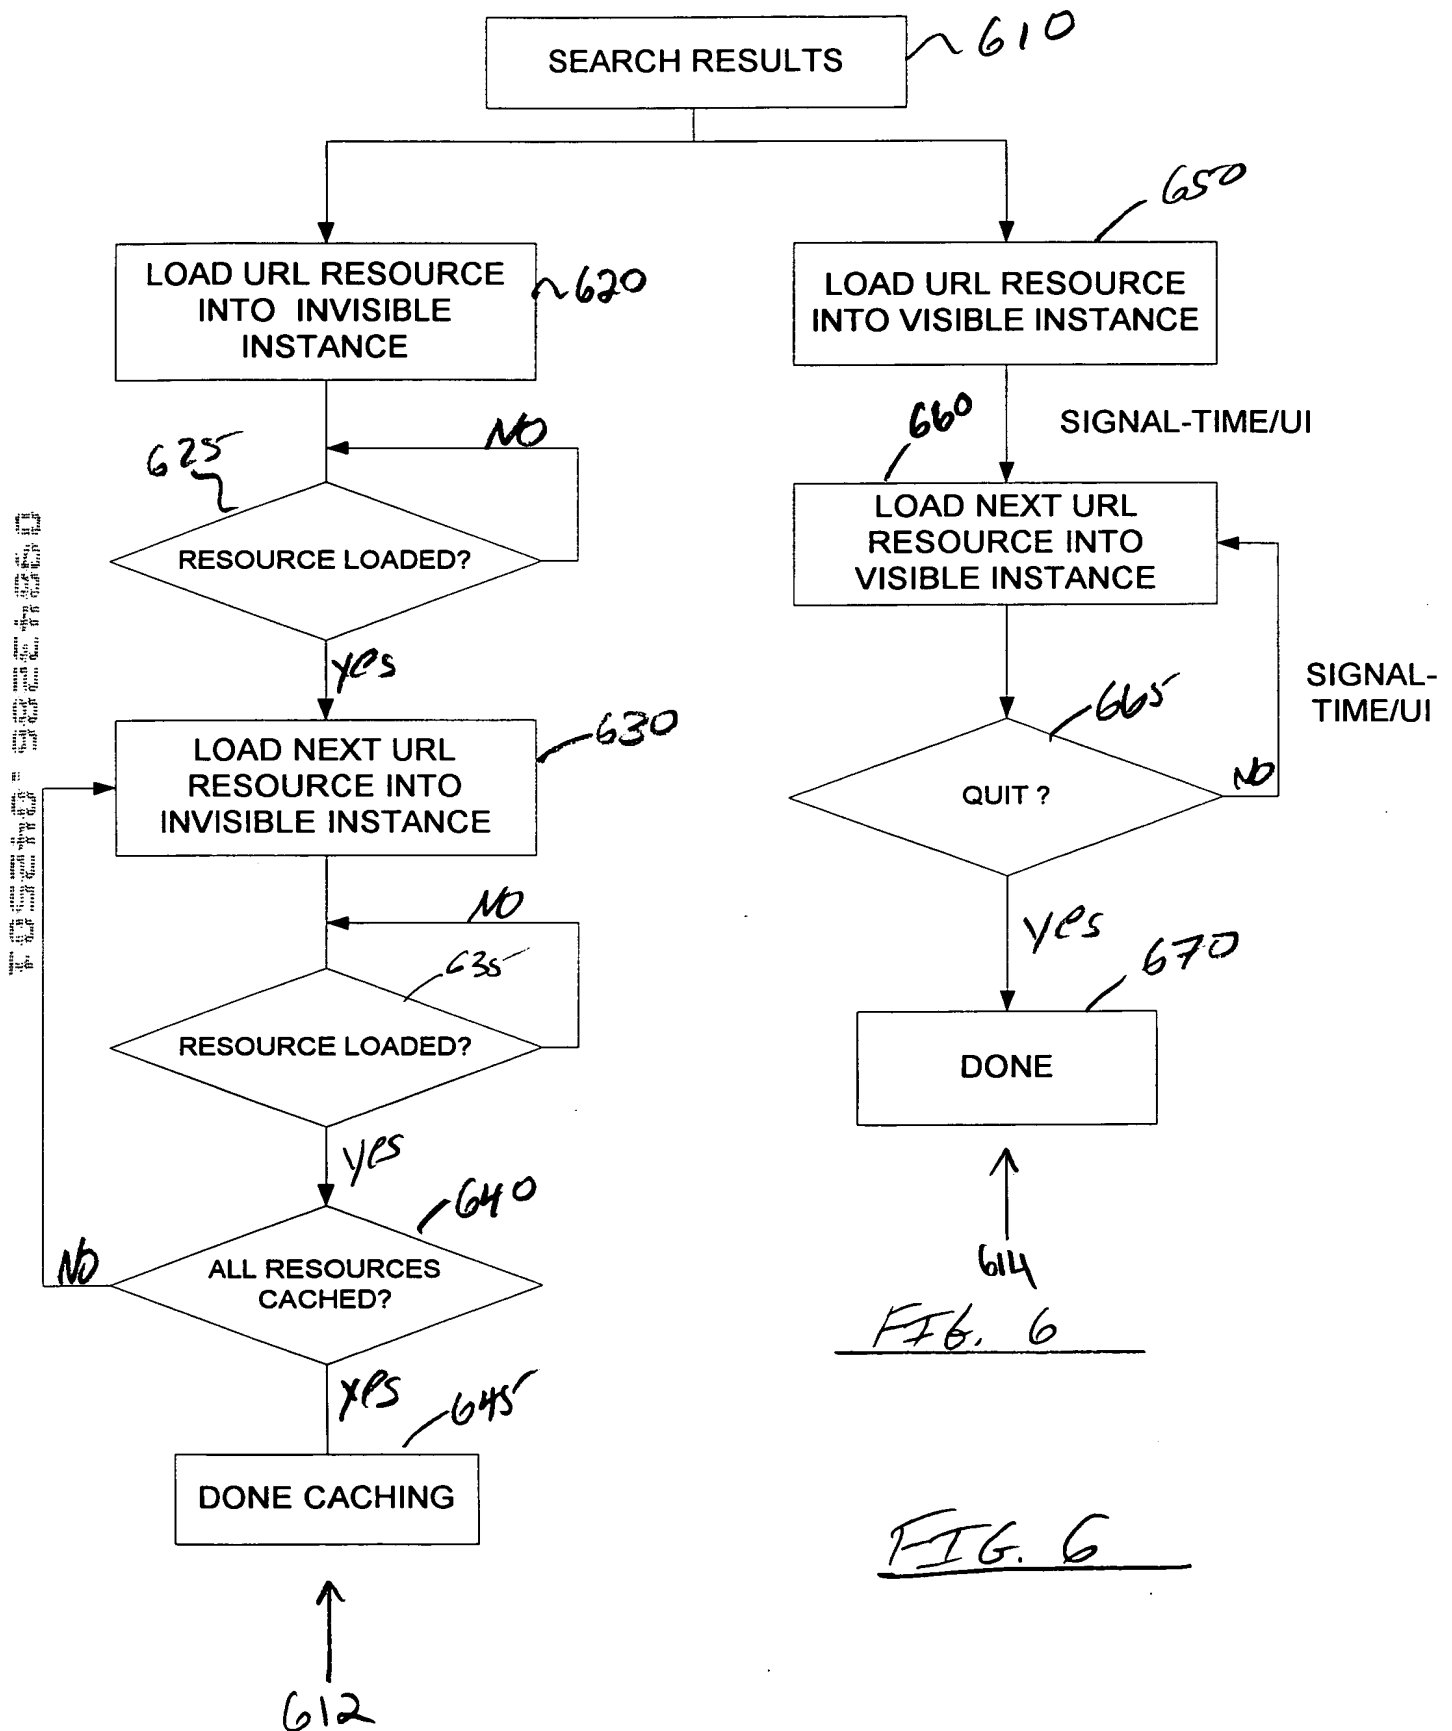 SEARCH RESULTS
610
LOAD URL RESOURCE
INTO INVISIBLE
INSTANCE
620
NO
625
RESOURCE LOADED?
yes
LOAD NEXT URL
RESOURCE INTO
INVISIBLE INSTANCE
630
NO
635
RESOURCE LOADED?
yes
640
ALL RESOURCES
CACHED?
NO
yes
645
DONE CACHING
612
650
LOAD URL RESOURCE
INTO VISIBLE INSTANCE
SIGNAL-TIME/UI
660
LOAD NEXT URL
RESOURCE INTO
VISIBLE INSTANCE
SIGNAL-
TIME/UI
665
QUIT ?
NO
yes
670
DONE
614
FIG. 6
FIG. 6